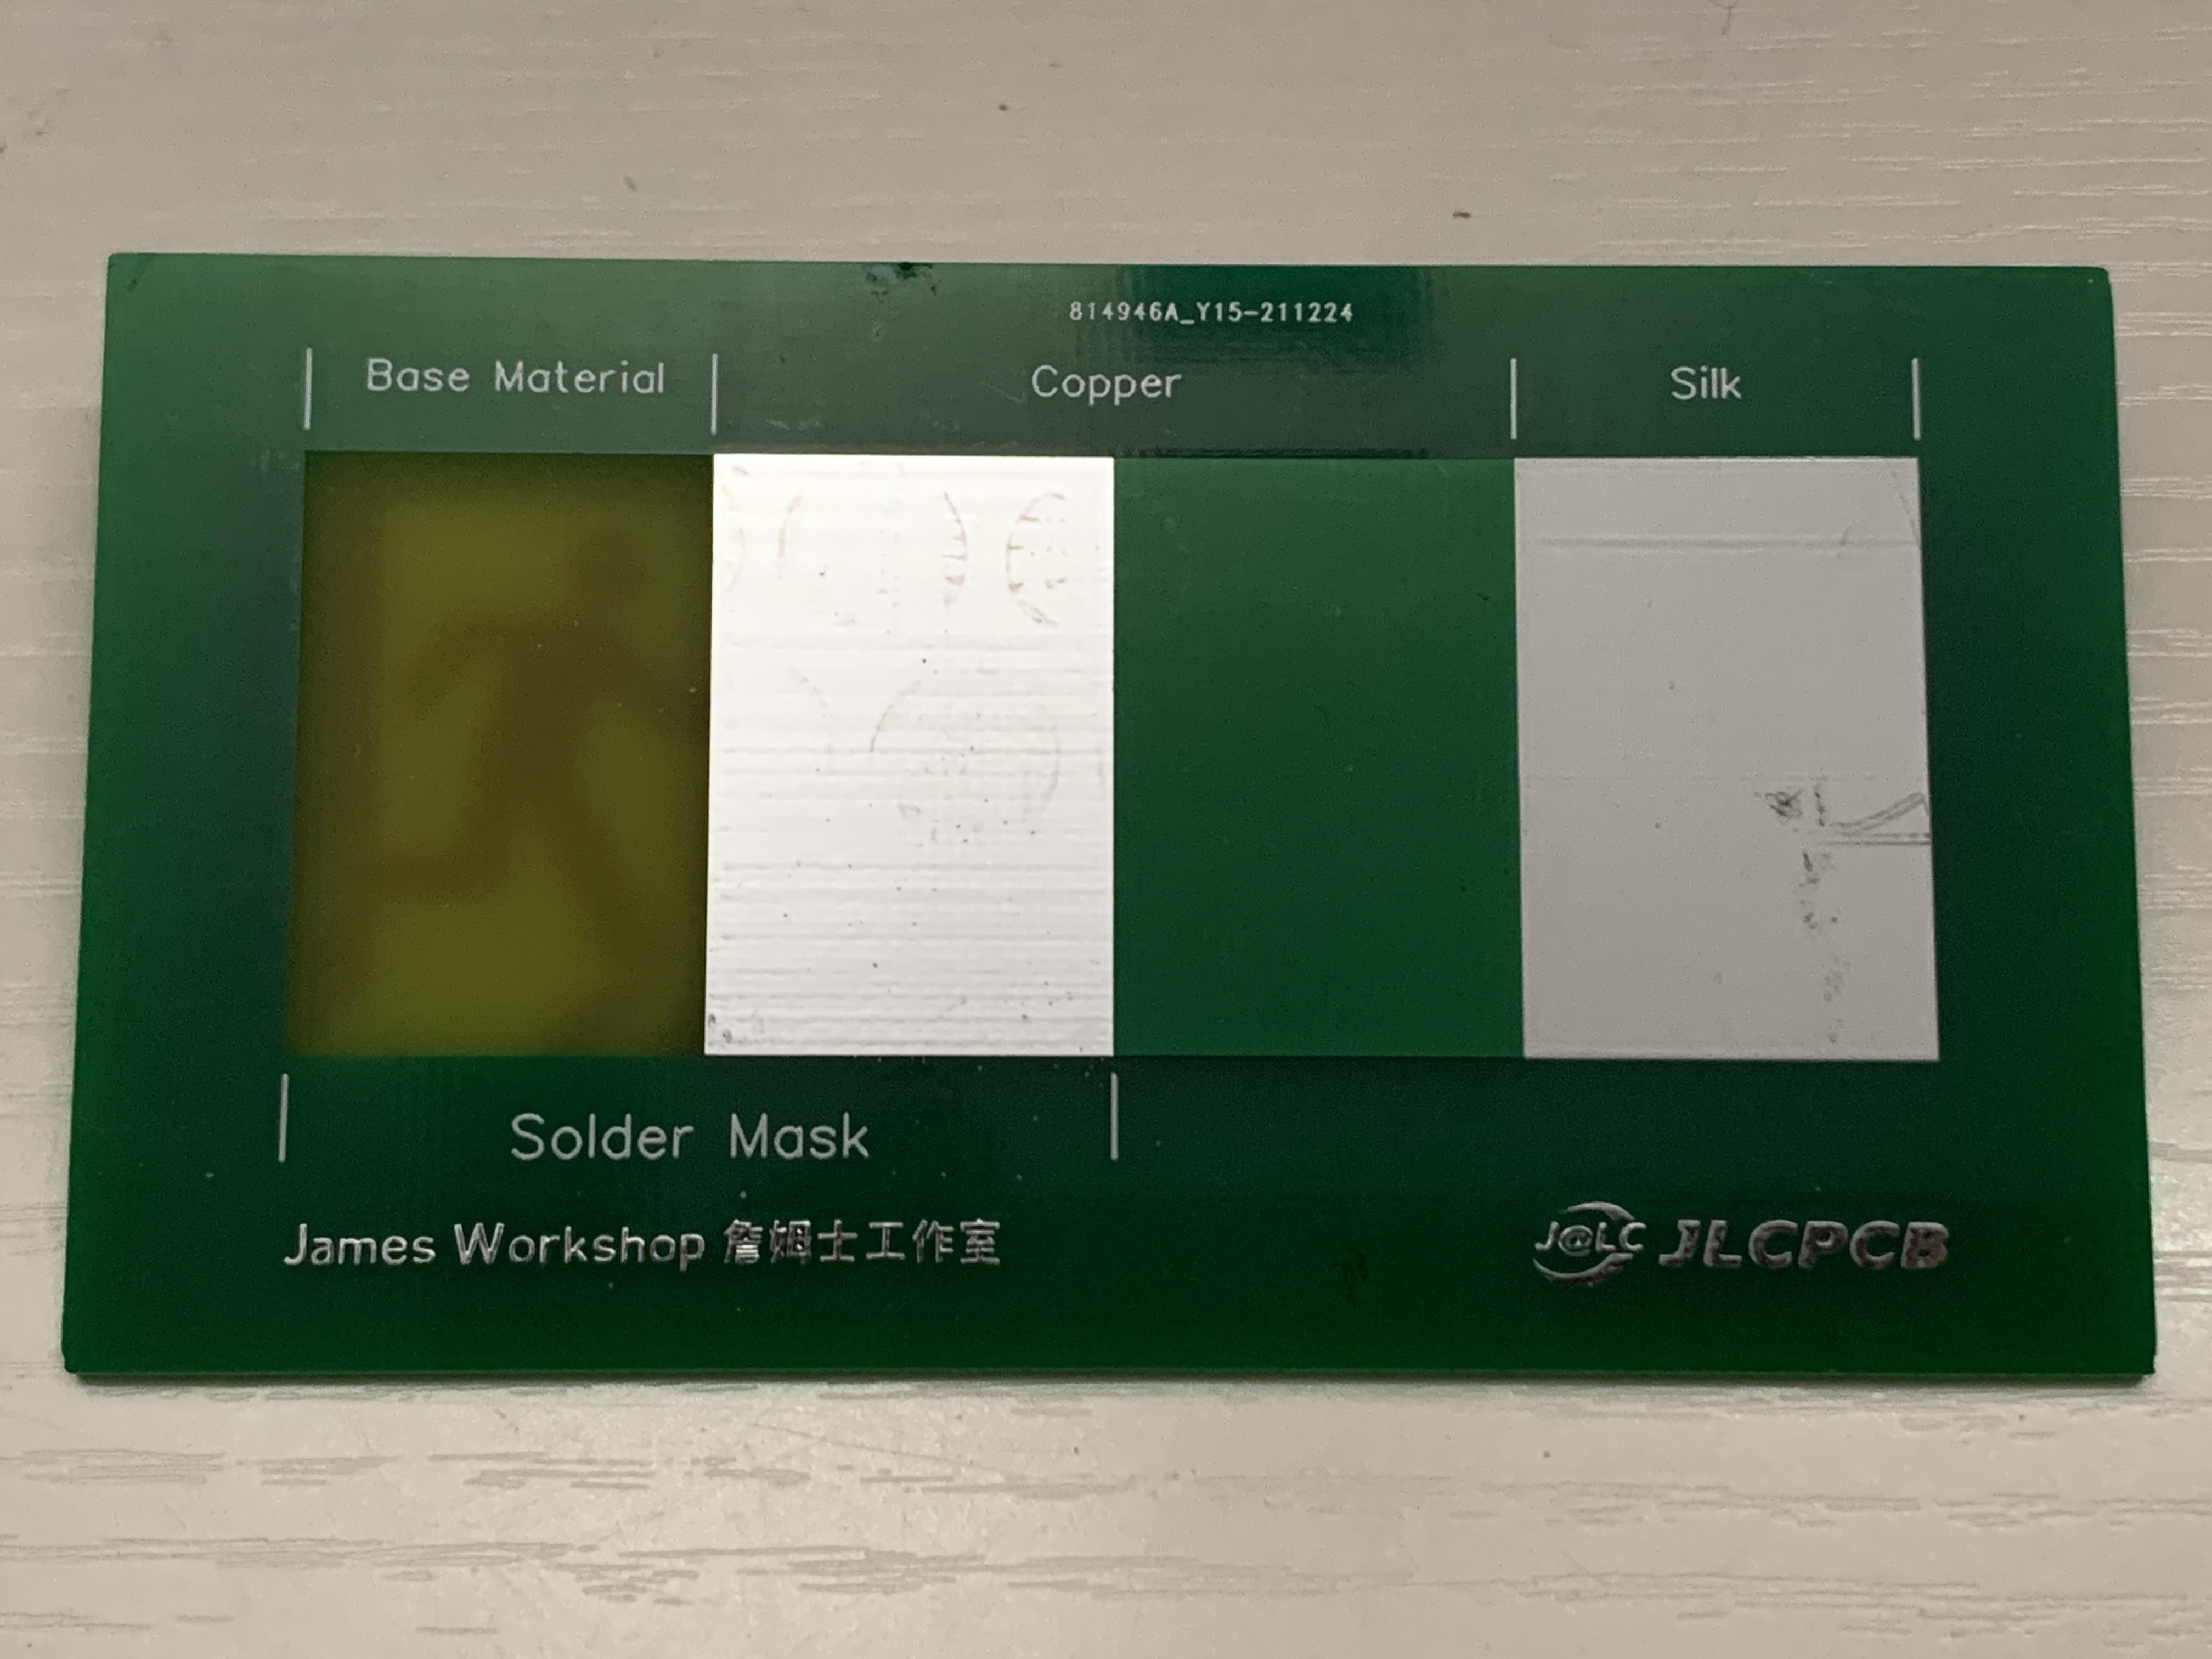 814946A_Y15-211224
Base Material Copper Silk
Solder Mask
James Workshop 詹姆士工作室
J@LC JLCPCB